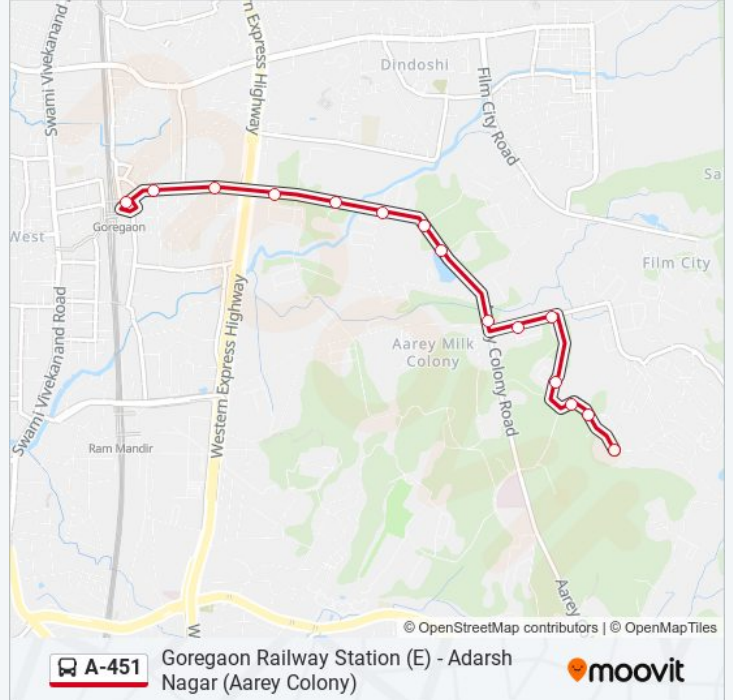 Swami Vivekanand
n Express Highway
Dindoshi
Film City Road
Sa
Goregaon
West
Film City
Swami Vivekanand Road
Western Express Highway
Aarey Milk
Colony
y Colony Road
Ram Mandir
Aarey
W
© OpenStreetMap contributors | © OpenMapTiles
A-451
Goregaon Railway Station (E) - Adarsh
Nagar (Aarey Colony)
moovit